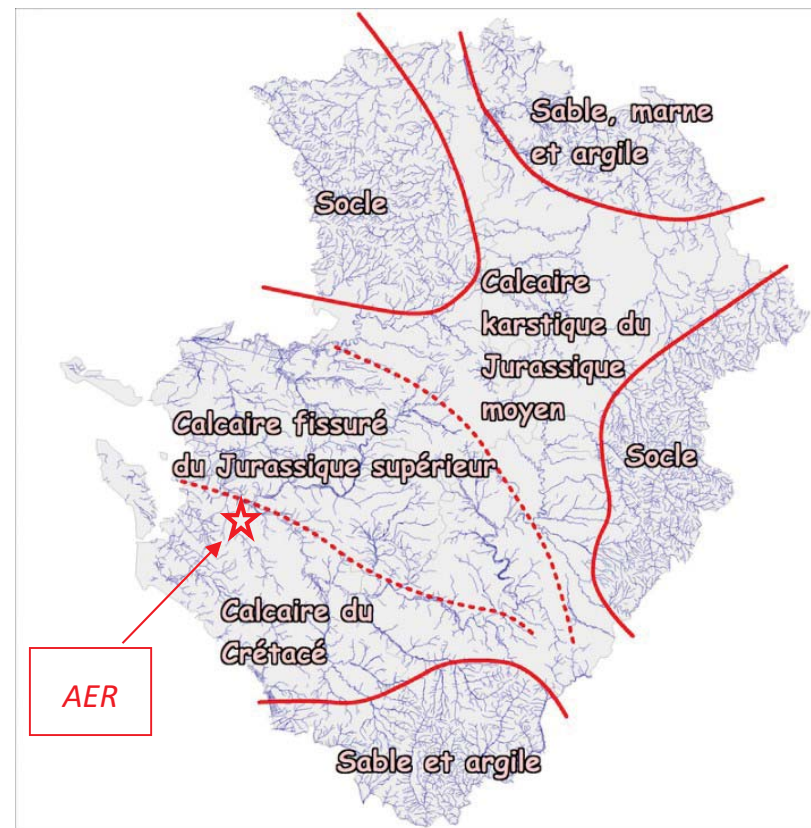 Sable, marne
et argile
Socle
Calcaire
karstique du
Jurassique
moyen
Calcaire fissuré
du Jurassique supérieur
Socle
Calcaire du
Crétacé
AER
Sable et argile